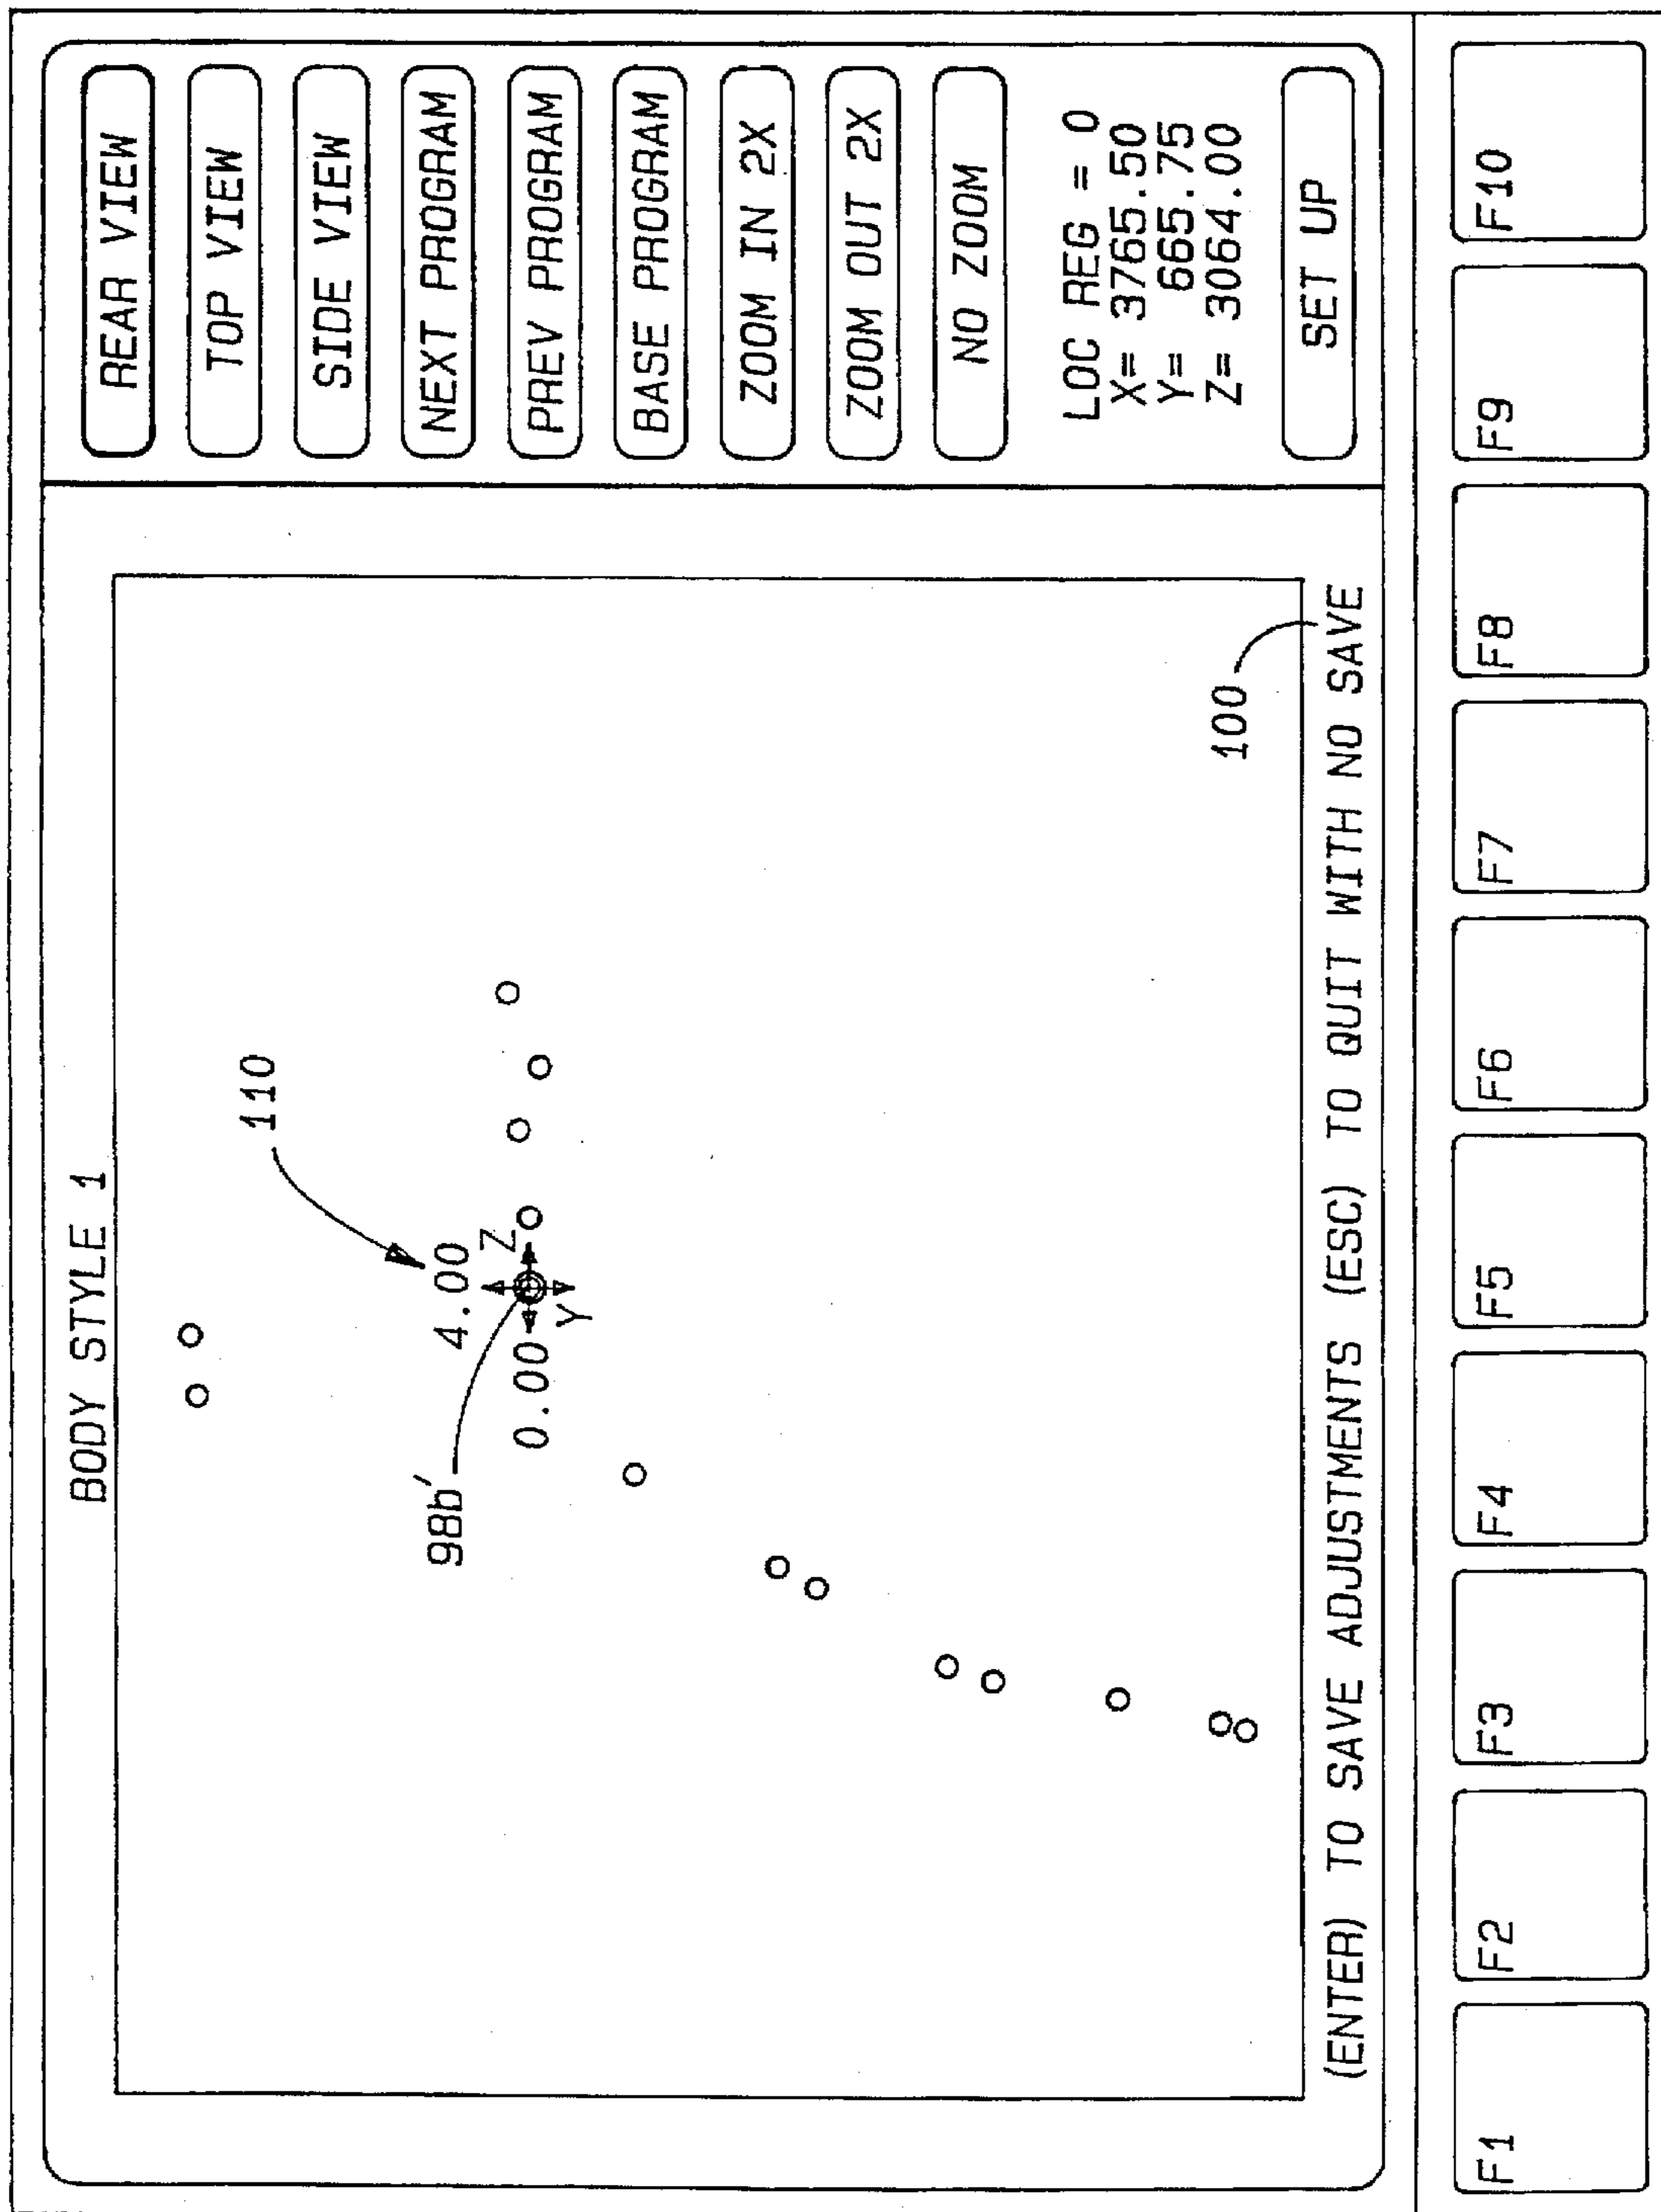 BODY STYLE 1
110
4.00
Z
98b'
0.00
Y
100
(ENTER) TO SAVE ADJUSTMENTS (ESC) TO QUIT WITH NO SAVE
REAR VIEW
TOP VIEW
SIDE VIEW
NEXT PROGRAM
PREV PROGRAM
BASE PROGRAM
ZOOM IN 2X
ZOOM OUT 2X
NO ZOOM
LOC REG = 0
X= 3765.50
Y= 665.75
Z= 3064.00
SET UP
F1
F2
F3
F4
F5
F6
F7
F8
F9
F10